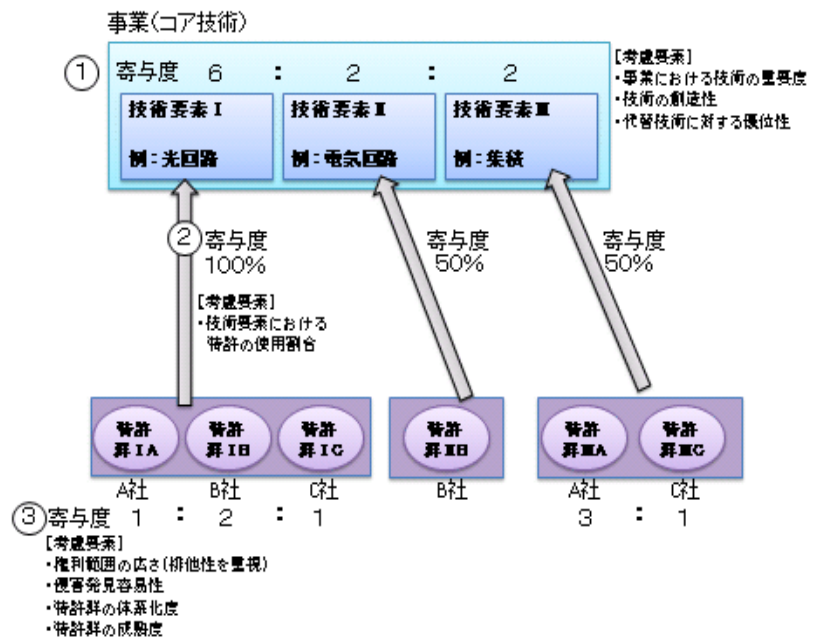 事業(コア技術)
① 寄与度 6 : 2 : 2
[考慮要素]
・事業における技術の重要度
・技術の創造性
・代替技術に対する優位性
技術要素Ⅰ
例:光回路
技術要素Ⅱ
例:電気回路
技術要素Ⅲ
例:集積
② 寄与度
100%
[考慮要素]
・技術要素における
特許の使用割合
寄与度
50%
寄与度
50%
特許
群ⅠA
特許
群ⅠB
特許
群ⅠC
特許
群ⅡB
特許
群ⅢA
特許
群ⅢC
A社 B社 C社 B社 A社 C社
③ 寄与度 1 : 2 : 1 3 : 1
[考慮要素]
・権利範囲の広さ(排他性を重視)
・侵害発見容易性
・特許群の体系化度
・特許群の成熟度